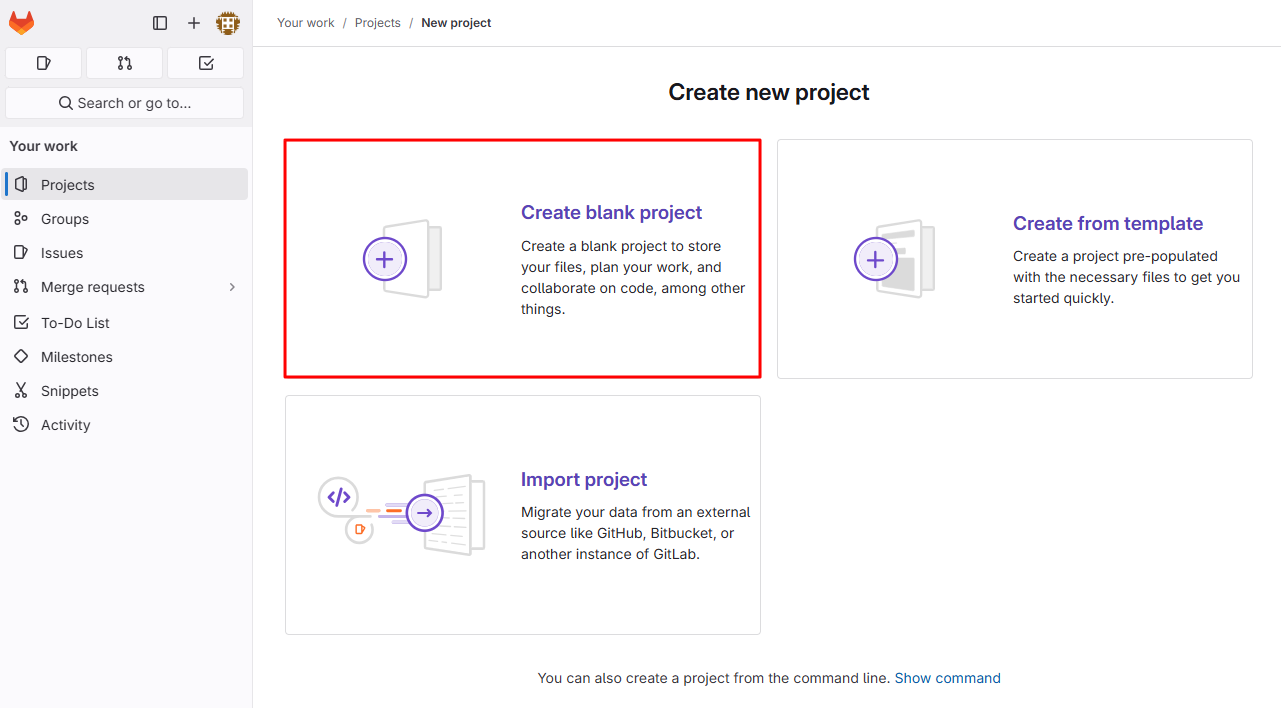 Your work / Projects / New project
Search or go to...
Your work
Projects
Groups
Issues
Merge requests
To-Do List
Milestones
Snippets
Activity
Create new project
Create blank project
Create a blank project to store
your files, plan your work, and
collaborate on code, among other
things.
Create from template
Create a project pre-populated
with the necessary files to get you
started quickly.
Import project
Migrate your data from an external
source like GitHub, Bitbucket, or
another instance of GitLab.
You can also create a project from the command line. Show command